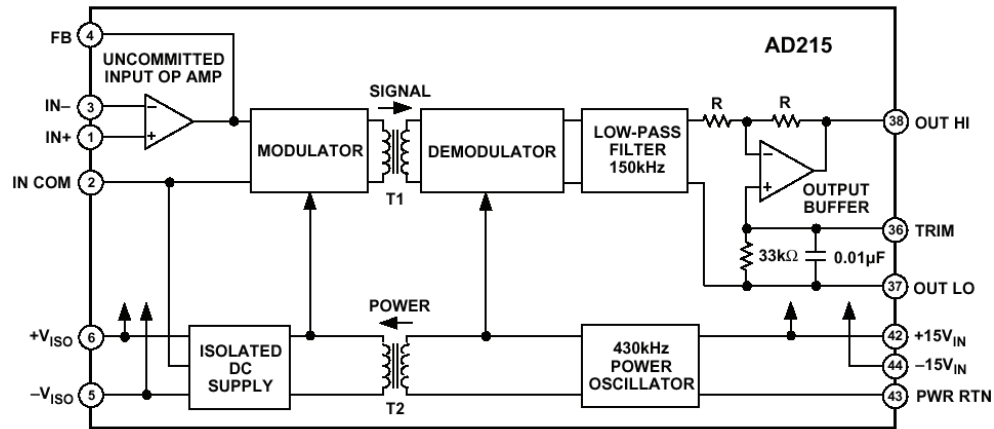 AD215
FB
4
UNCOMMITTED
INPUT OP AMP
IN–
3
–
IN+
1
+
IN COM
2
MODULATOR
SIGNAL
T1
DEMODULATOR
LOW-PASS
FILTER
150kHz
R
R
–
+
OUTPUT
BUFFER
38
OUT HI
36
TRIM
33kΩ
0.01µF
37
OUT LO
POWER
+VISO
6
–VISO
5
ISOLATED
DC
SUPPLY
T2
430kHz
POWER
OSCILLATOR
42
+15VIN
44
–15VIN
43
PWR RTN